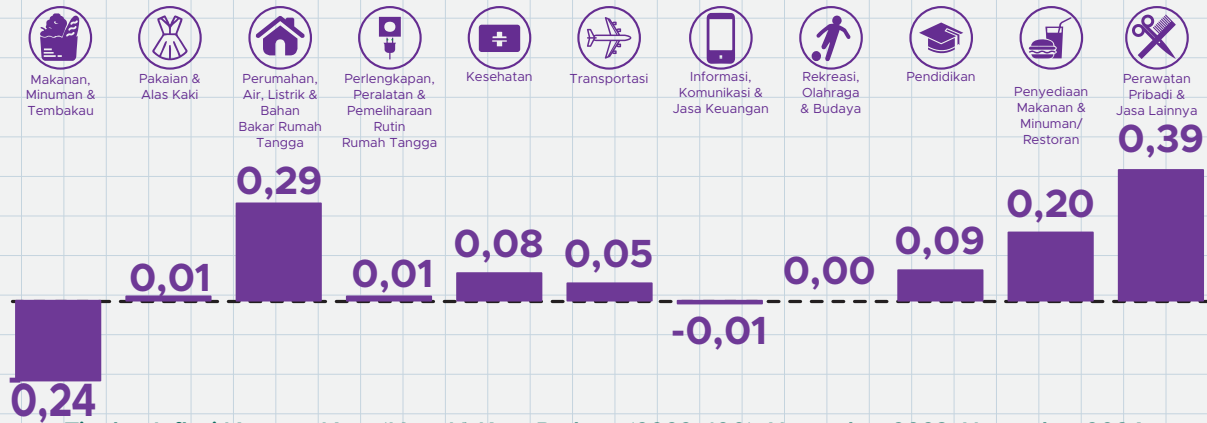 Makanan,
Minuman &
Tembakau
Pakaian &
Alas Kaki
Perumahan,
Air, Listrik &
Bahan
Bakar Rumah
Tangga
Perlengkapan,
Peralatan &
Pemeliharaan
Rutin
Rumah Tangga
Kesehatan
Transportasi
Informasi,
Komunikasi &
Jasa Keuangan
Rekreasi,
Olahraga
& Budaya
Pendidikan
Penyediaan
Makanan &
Minuman/
Restoran
Perawatan
Pribadi &
Jasa Lainnya
-0,24
0,01
0,29
0,01
0,08
0,05
-0,01
0,00
0,09
0,20
0,39